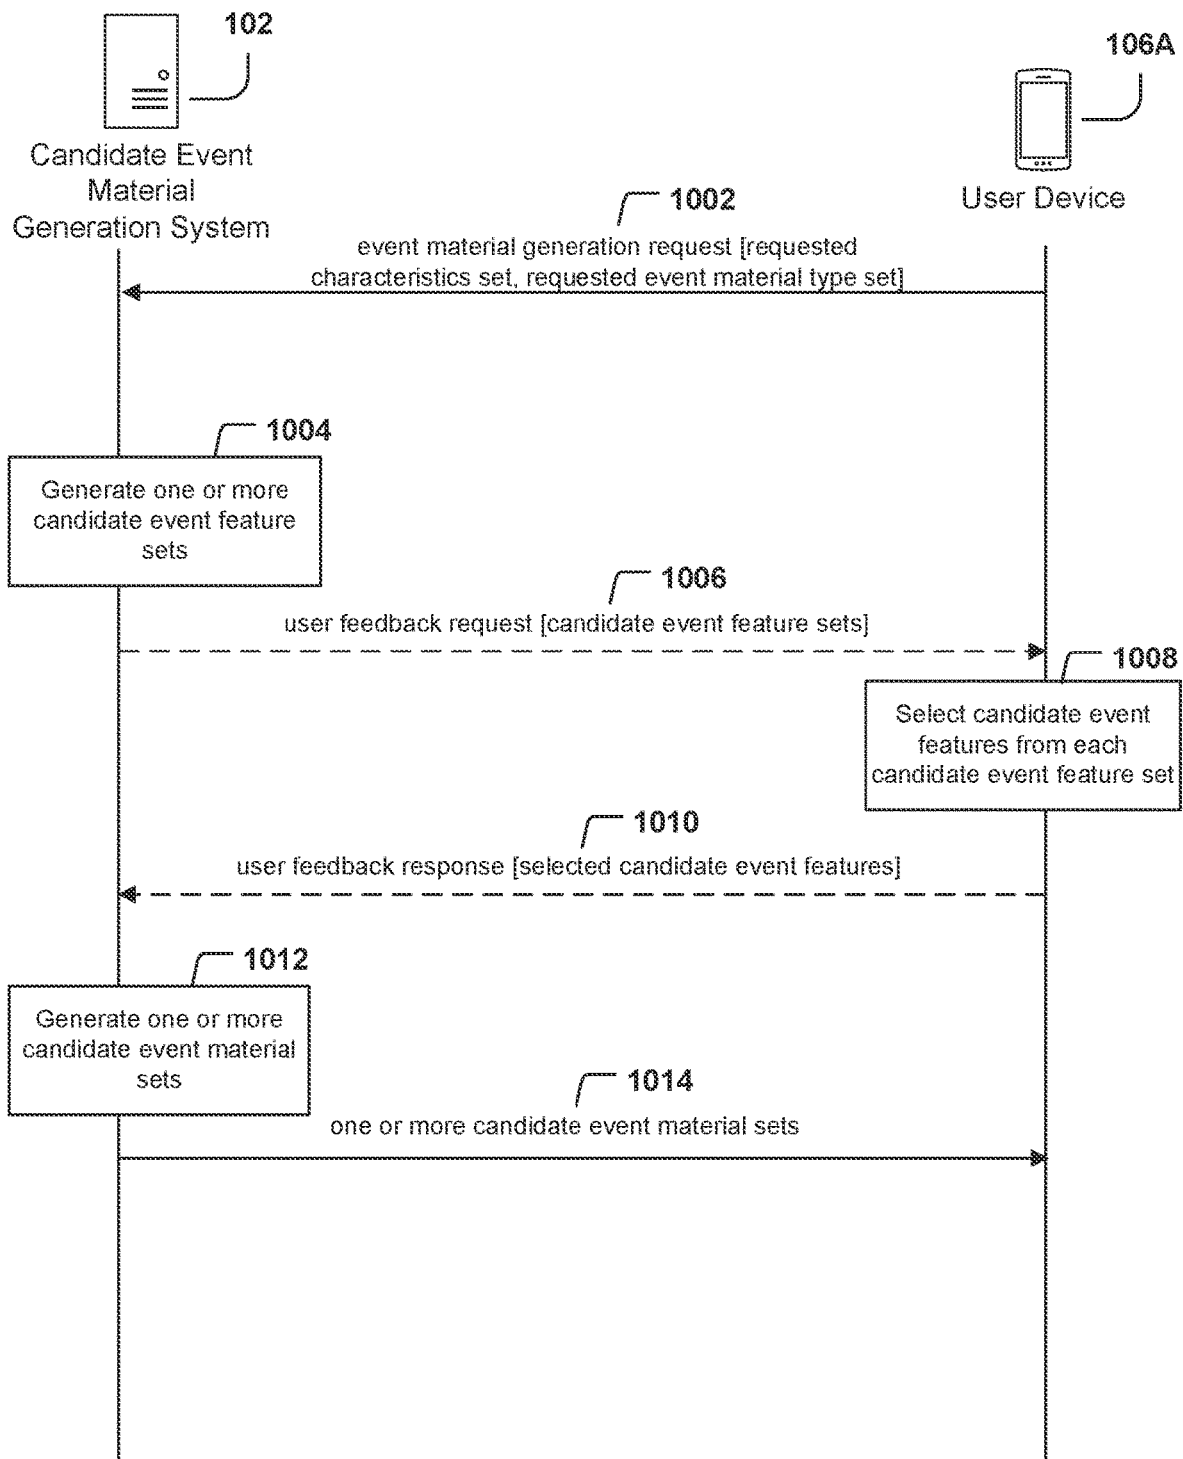 102
106A
Candidate Event
Material
Generation System
User Device
1002
event material generation request [requested
characteristics set, requested event material type set]
1004
Generate one or more
candidate event feature
sets
1006
user feedback request [candidate event feature sets]
1008
Select candidate event
features from each
candidate event feature set
1010
user feedback response [selected candidate event features]
1012
Generate one or more
candidate event material
sets
1014
one or more candidate event material sets